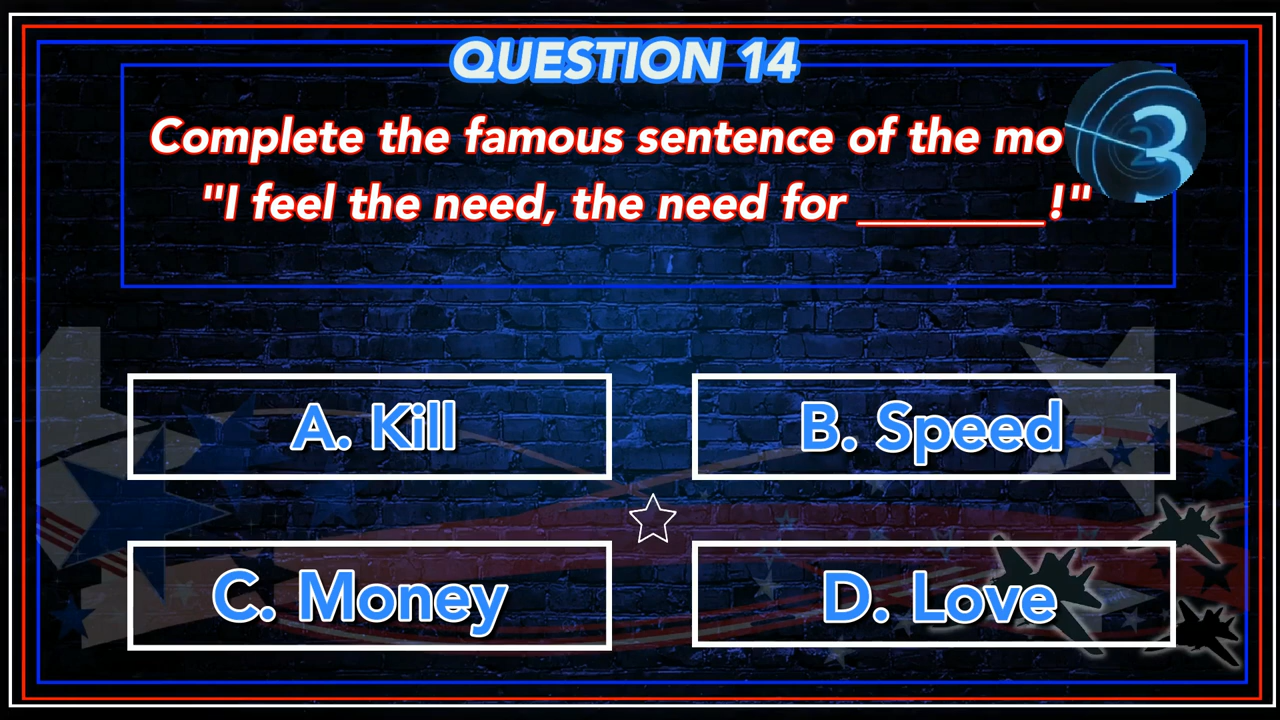 QUESTION 14
Complete the famous sentence of the
"I feel the need, the need for ________!"
3
A. Kill
B. Speed
C. Money
D. Love